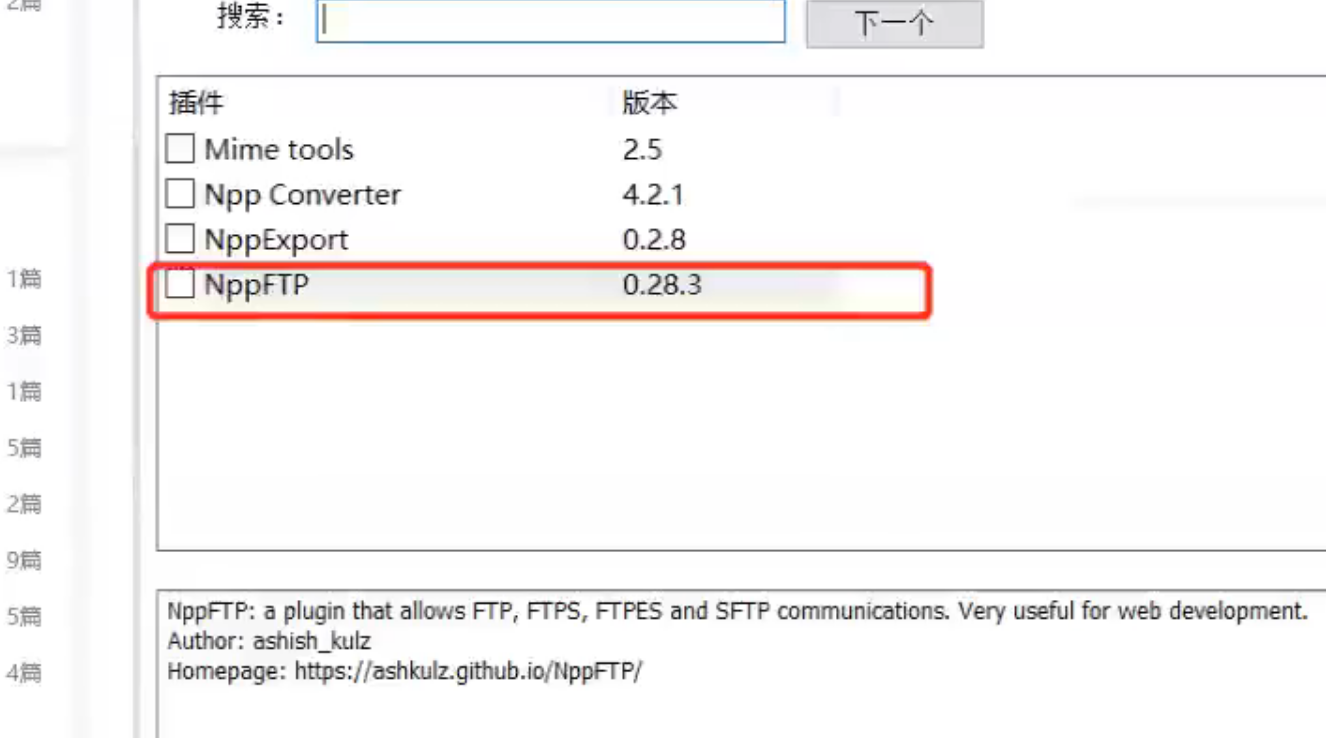 2篇
搜索：
下一个
插件 版本
Mime tools 2.5
Npp Converter 4.2.1
NppExport 0.2.8
NppFTP 0.28.3
1篇
3篇
1篇
5篇
2篇
9篇
5篇
4篇
NppFTP: a plugin that allows FTP, FTPS, FTPES and SFTP communications. Very useful for web development.
Author: ashish_kulz
Homepage: https://ashkulz.github.io/NppFTP/